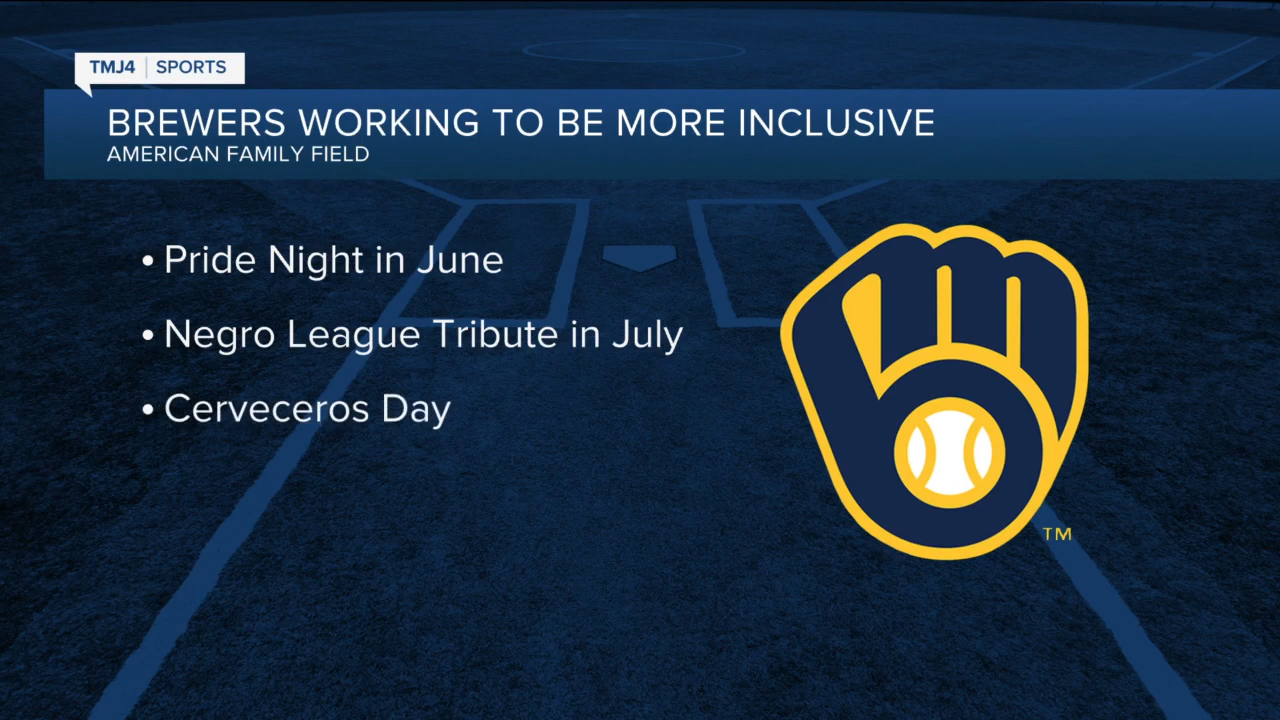 TMJ4 | SPORTS
BREWERS WORKING TO BE MORE INCLUSIVE
AMERICAN FAMILY FIELD
• Pride Night in June
• Negro League Tribute in July
• Cerveceros Day
TM